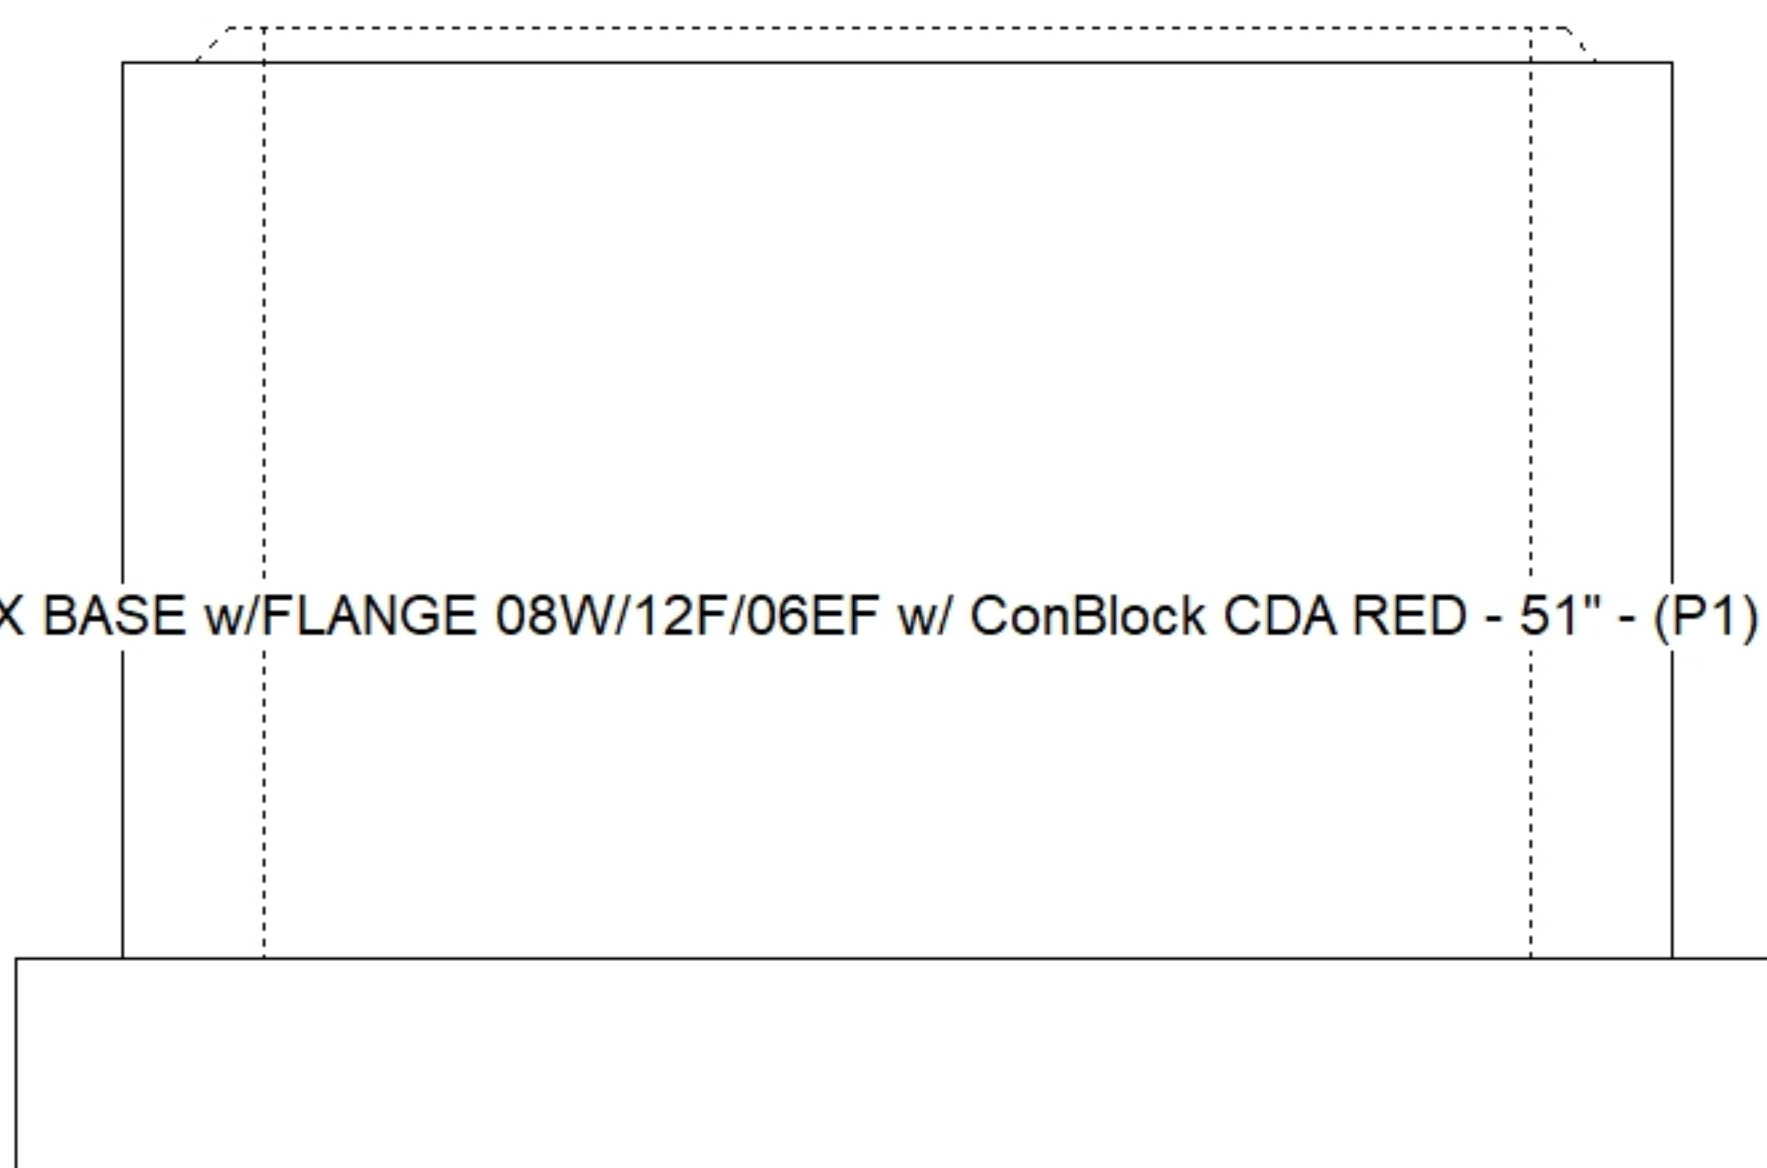 X BASE w/FLANGE 08W/12F/06EF w/ ConBlock CDA RED - 51" - (P1)